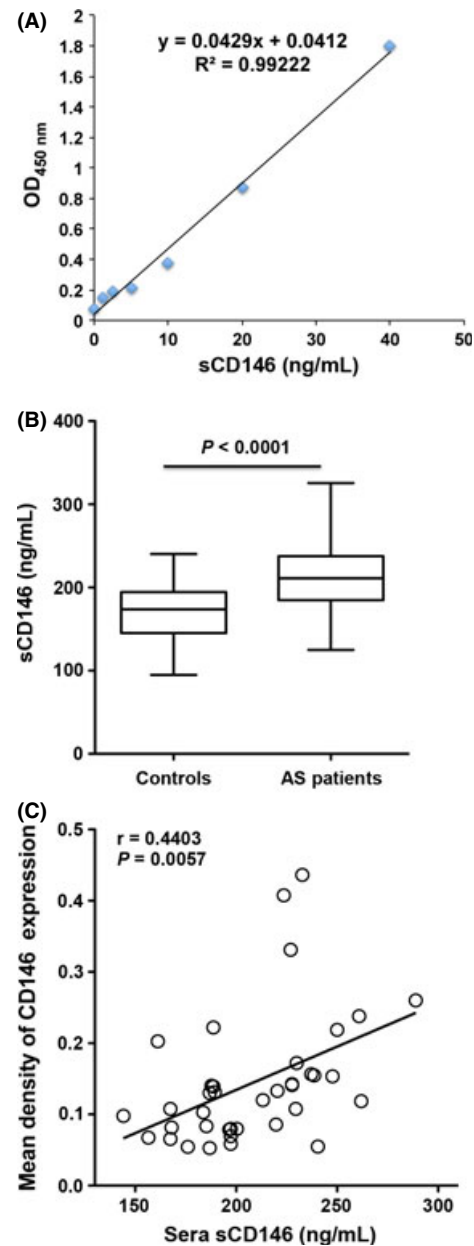 (A)
y = 0.0429x + 0.0412
R² = 0.99222
2
1.8
1.6
1.4
1.2
1
0.8
0.6
0.4
0.2
0
OD450 nm
0 10 20 30 40 50
sCD146 (ng/mL)
(B)
400
300
200
100
0
sCD146 (ng/mL)
P < 0.0001
Controls AS patients
(C)
0.5
0.4
0.3
0.2
0.1
0.0
Mean density of CD146 expression
r = 0.4403
P = 0.0057
150 200 250 300
Sera sCD146 (ng/mL)